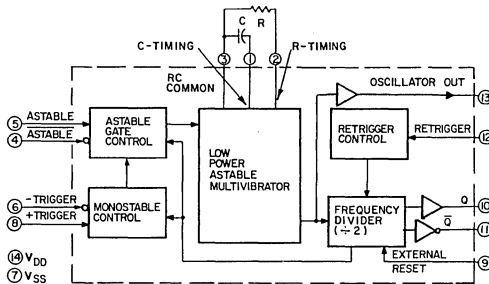 C
R
C-TIMING
③ ① ②
R-TIMING
RC COMMON
OSCILLATOR OUT
⑬
⑤ ASTABLE
④ A̅S̅T̅A̅B̅L̅E̅
ASTABLE GATE CONTROL
LOW POWER ASTABLE MULTIVIBRATOR
RETRIGGER CONTROL
RETRIGGER
⑫
⑥ -TRIGGER
⑧ +TRIGGER
MONOSTABLE CONTROL
FREQUENCY DIVIDER (÷2)
Q
⑩
Q̅
⑪
EXTERNAL RESET
⑨
⑭ VDD
⑦ VSS